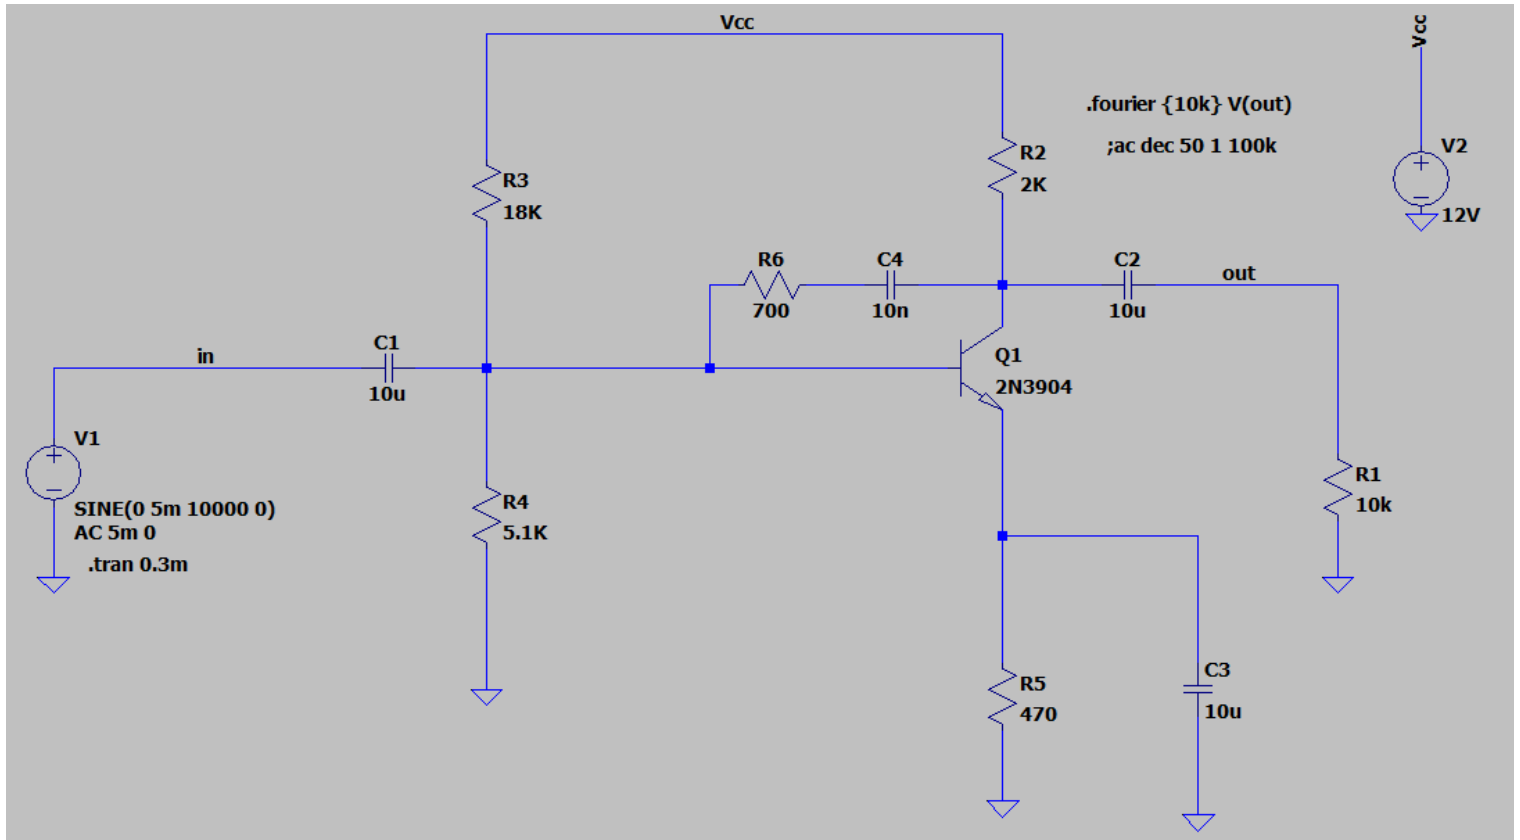 Vcc
Vcc
.fourier {10k} V(out)
;ac dec 50 1 100k
R2
2K
V2
12V
R3
18K
R6
700
C4
10n
C2
10u
out
in
C1
10u
Q1
2N3904
V1
SINE(0 5m 10000 0)
AC 5m 0
.tran 0.3m
R4
5.1K
R1
10k
R5
470
C3
10u